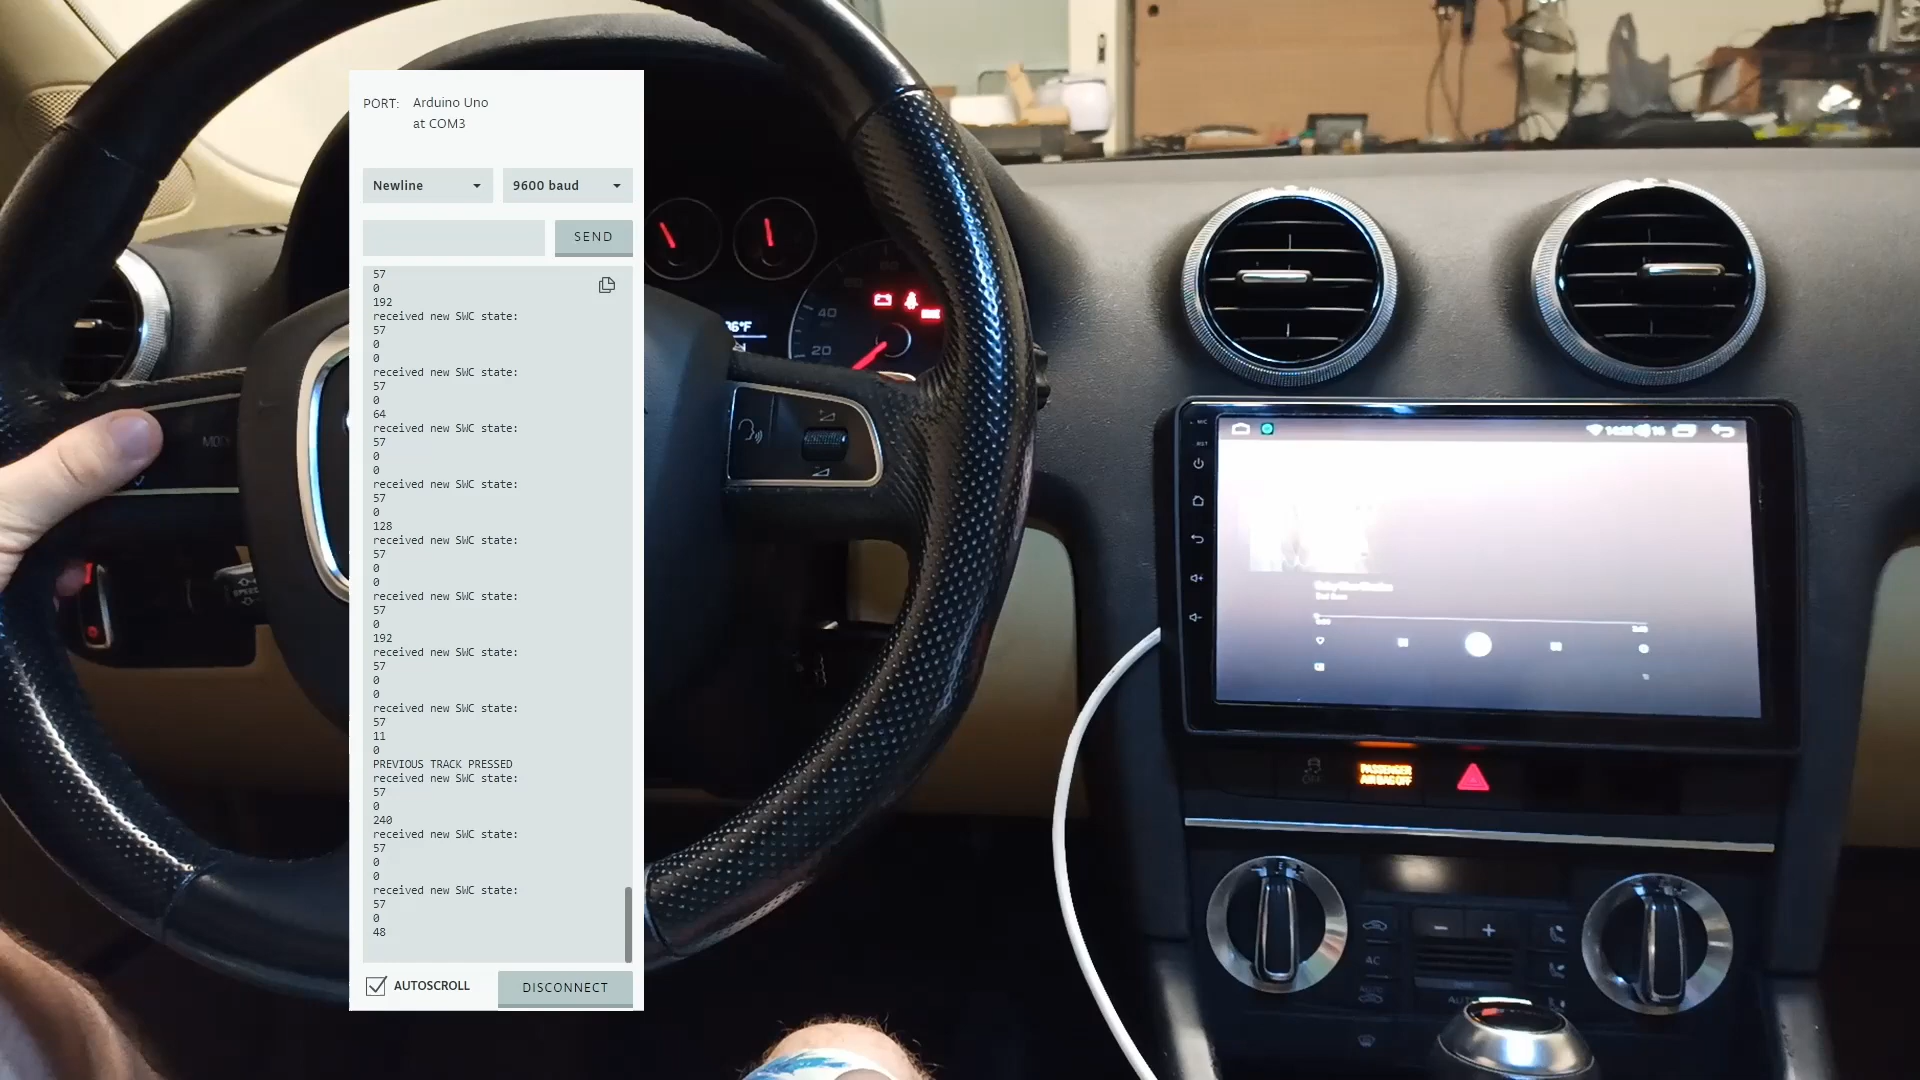 PORT: Arduino Uno
at COM3
Newline
9600 baud
SEND
57
0
192
received new SWC state:
57
0
0
received new SWC state:
57
0
64
received new SWC state:
57
0
0
received new SWC state:
57
0
128
received new SWC state:
57
0
0
received new SWC state:
57
0
192
received new SWC state:
57
0
0
received new SWC state:
57
11
0
PREVIOUS TRACK PRESSED
received new SWC state:
57
0
240
received new SWC state:
57
0
0
received new SWC state:
57
0
48
AUTOSCROLL
DISCONNECT
40
20
PASSENGER
AIR BAG OFF
AC